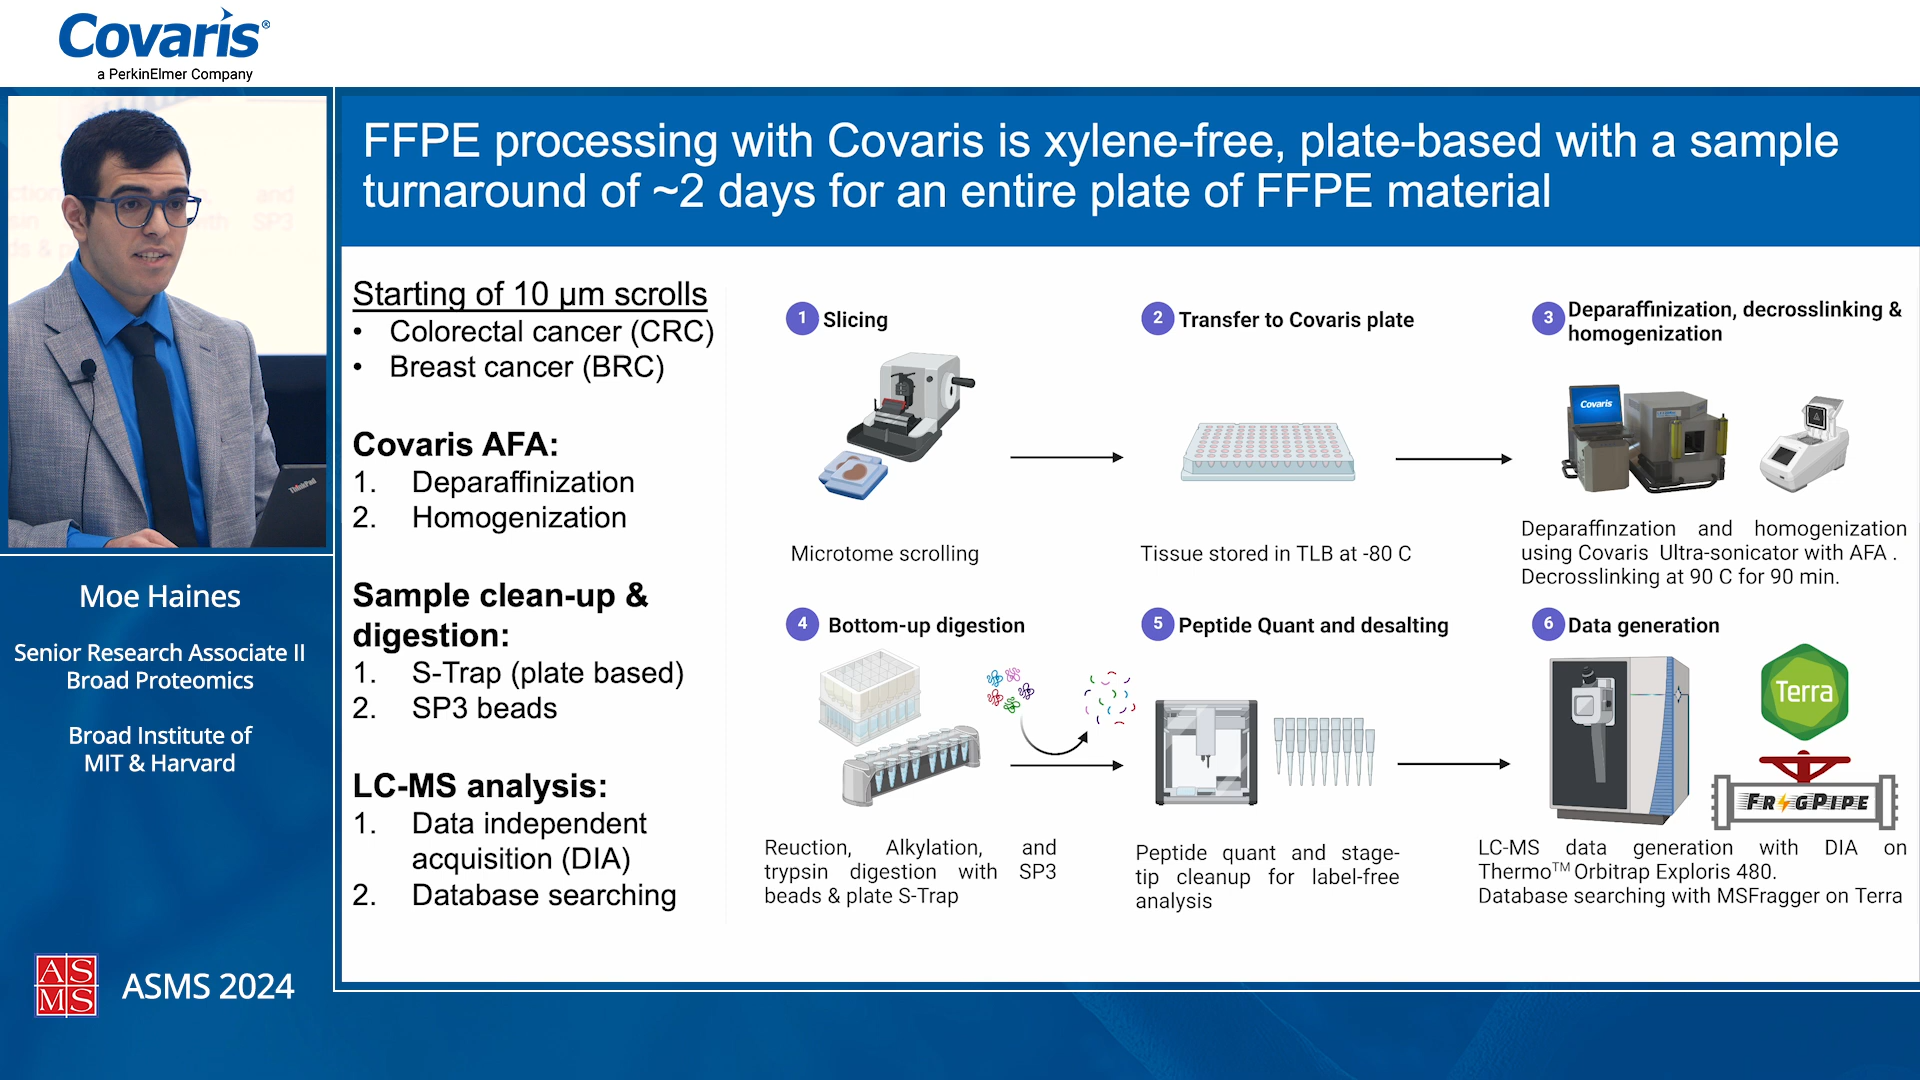 Covaris®
a PerkinElmer Company
FFPE processing with Covaris is xylene-free, plate-based with a sample
turnaround of ~2 days for an entire plate of FFPE material
Starting of 10 µm scrolls
• Colorectal cancer (CRC)
• Breast cancer (BRC)
Covaris AFA:
1. Deparaffinization
2. Homogenization
Sample clean-up &
digestion:
1. S-Trap (plate based)
2. SP3 beads
LC-MS analysis:
1. Data independent
acquisition (DIA)
2. Database searching
1 Slicing
Microtome scrolling
2 Transfer to Covaris plate
Tissue stored in TLB at -80 C
3 Deparaffinization, decrosslinking &
homogenization
Covaris
Deparaffinzation and homogenization
using Covaris Ultra-sonicator with AFA .
Decrosslinking at 90 C for 90 min.
4 Bottom-up digestion
Reuction, Alkylation, and
trypsin digestion with SP3
beads & plate S-Trap
5 Peptide Quant and desalting
Peptide quant and stage-
tip cleanup for label-free
analysis
6 Data generation
Terra
FRAGPIPE
LC-MS data generation with DIA on
Thermo™ Orbitrap Exploris 480.
Database searching with MSFragger on Terra
ThinkPad
Moe Haines
Senior Research Associate II
Broad Proteomics
Broad Institute of
MIT & Harvard
AS
MS
ASMS 2024